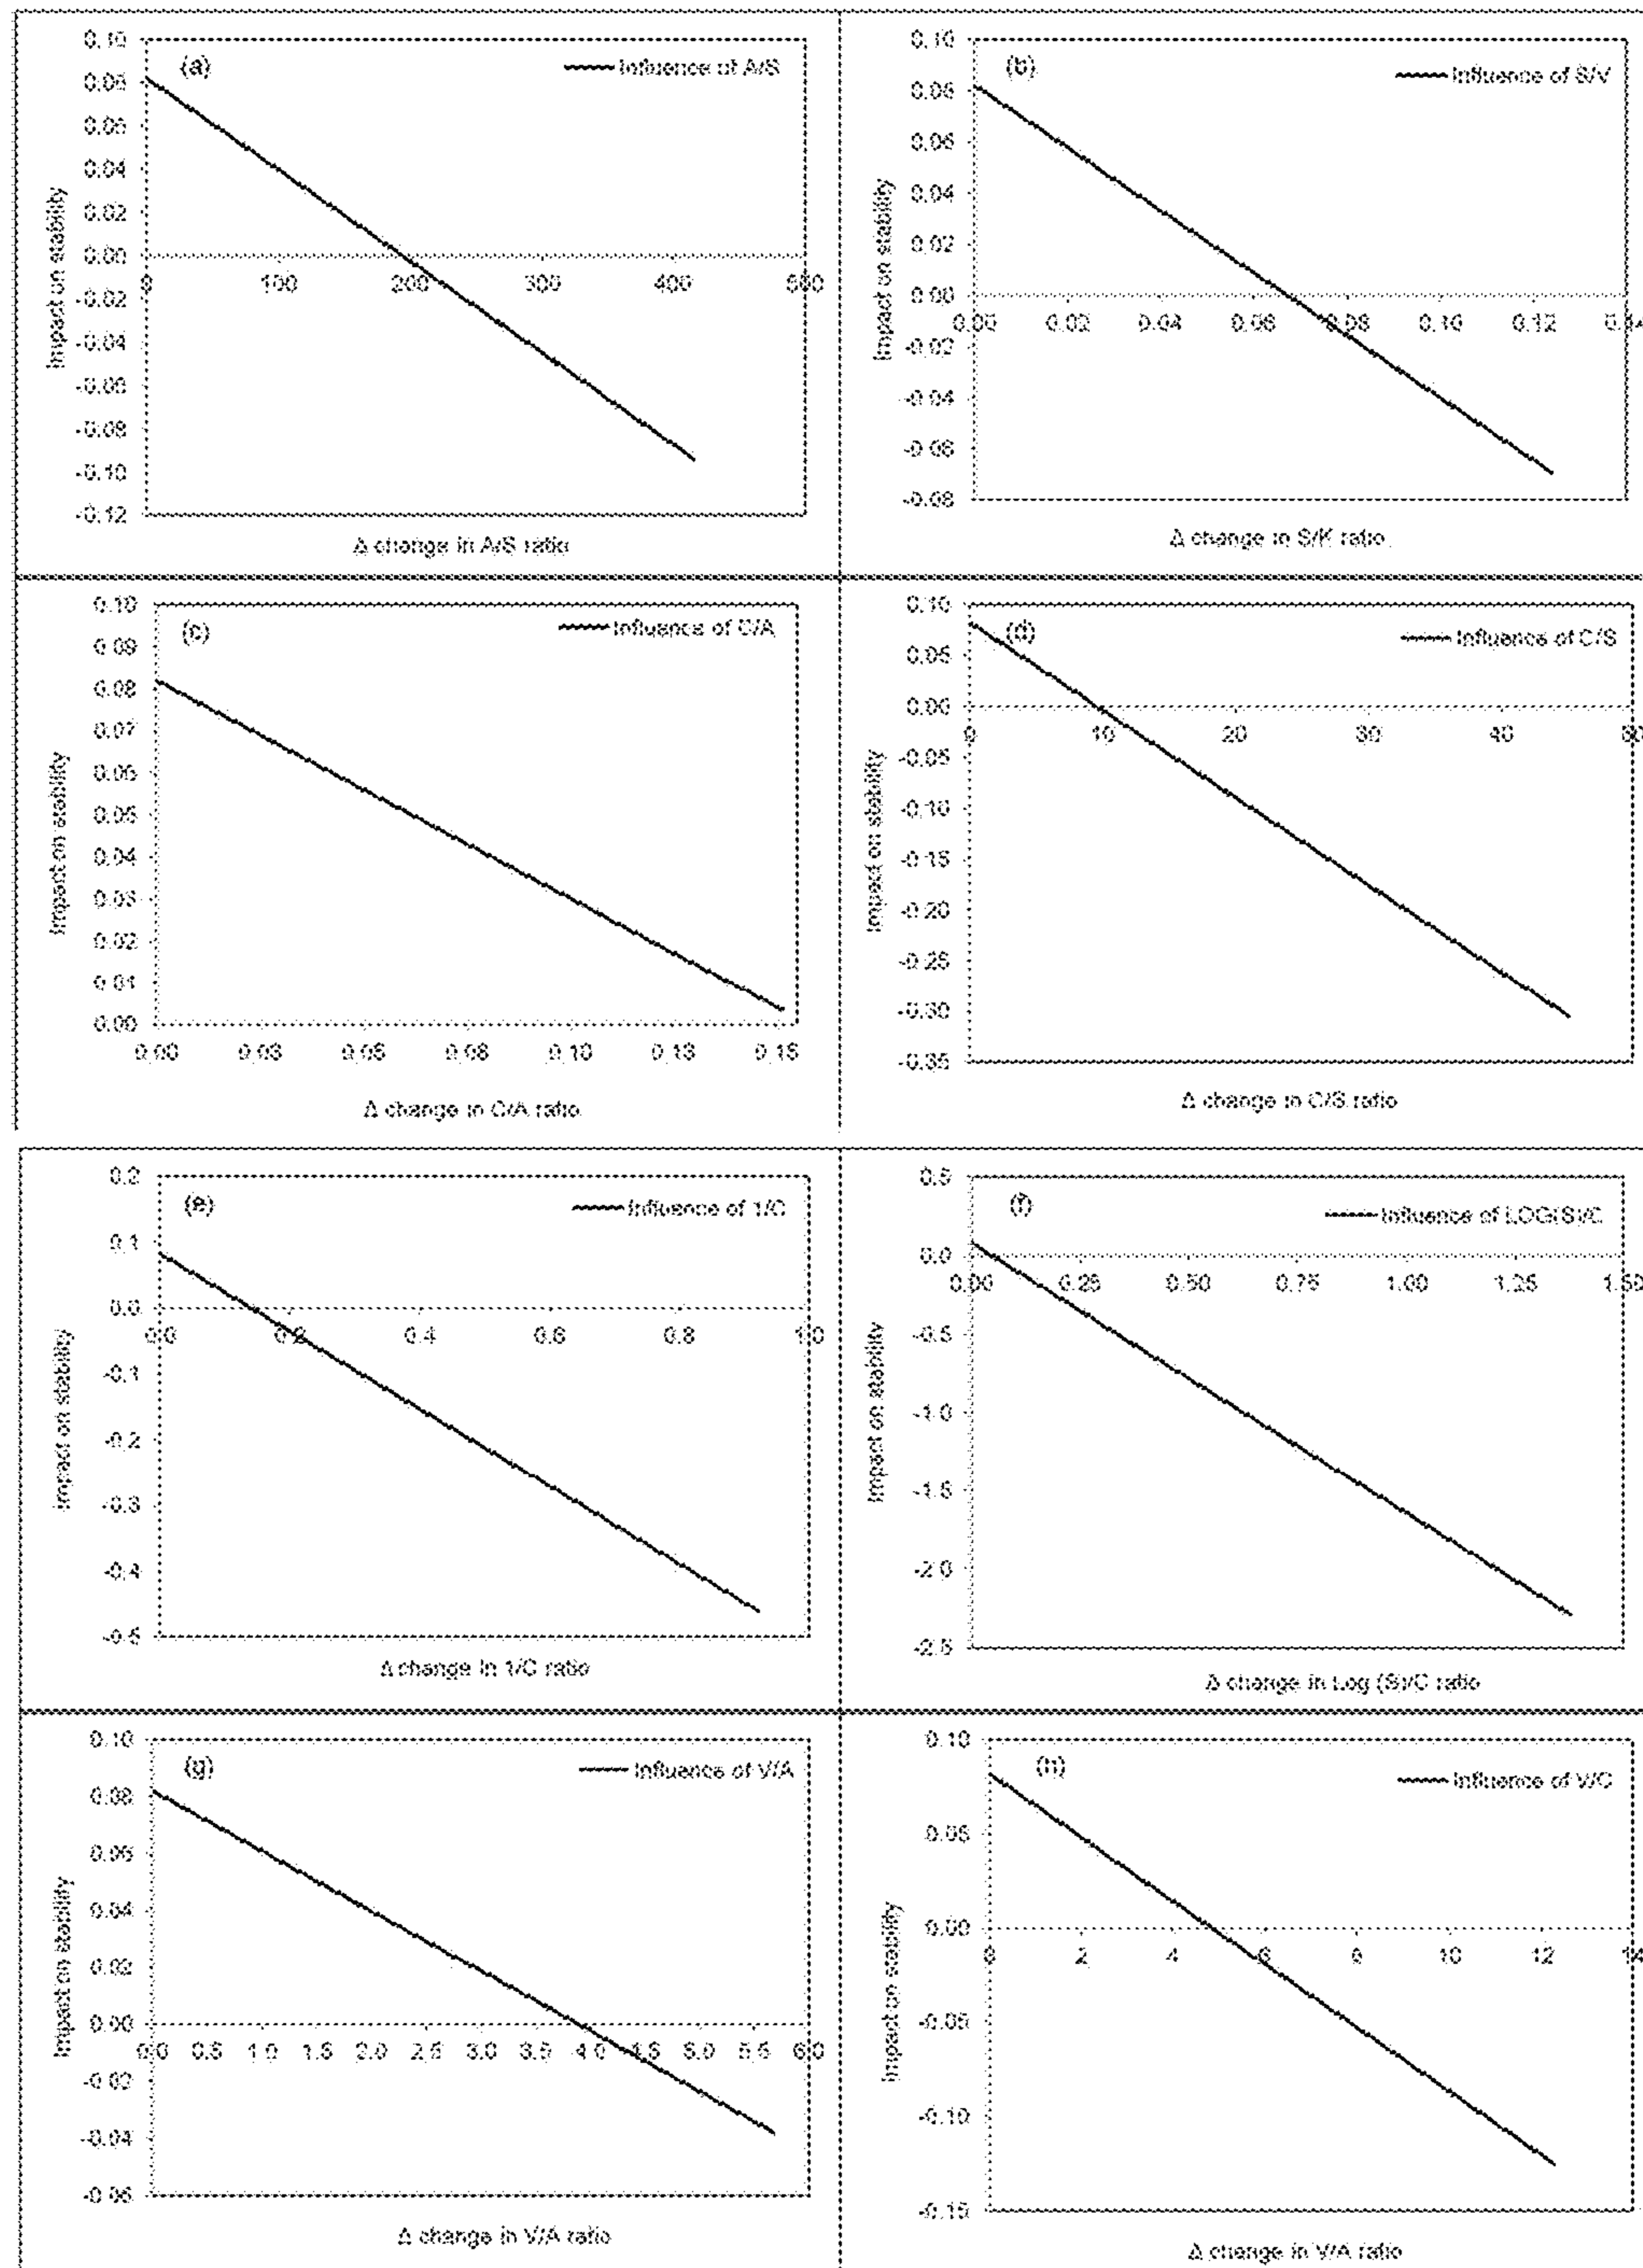 (a)
Influence of A/S
0.10
0.08
0.06
0.04
0.02
0.00
-0.02
-0.04
-0.06
-0.08
-0.10
-0.12
0 100 200 300 400 500
Impact on stability
Δ change in A/S ratio
(b)
Influence of S/V
0.10
0.08
0.06
0.04
0.02
0.00
-0.02
-0.04
-0.06
-0.08
0.00 0.02 0.04 0.06 0.08 0.10 0.12 0.14
Impact on stability
Δ change in S/K ratio
(c)
Influence of C/A
0.10
0.09
0.08
0.07
0.06
0.05
0.04
0.03
0.02
0.01
0.00
0.00 0.03 0.05 0.08 0.10 0.13 0.15
Impact on stability
Δ change in C/A ratio
(d)
Influence of C/S
0.10
0.05
0.00
-0.05
-0.10
-0.15
-0.20
-0.25
-0.30
-0.35
0 10 20 30 40 50
Impact on stability
Δ change in C/S ratio
(e)
Influence of 1/C
0.2
0.1
0.0
-0.1
-0.2
-0.3
-0.4
-0.5
0.0 0.2 0.4 0.6 0.8 1.0
Impact on stability
Δ change in 1/C ratio
(f)
Influence of LOG(S)/C
0.5
0.0
-0.5
-1.0
-1.5
-2.0
-2.5
0.00 0.25 0.50 0.75 1.00 1.25 1.50
Impact on stability
Δ change in Log (S)/C ratio
(g)
Influence of V/A
0.10
0.08
0.06
0.04
0.02
0.00
-0.02
-0.04
-0.06
0.0 0.5 1.0 1.5 2.0 2.5 3.0 3.5 4.0 4.5 5.0 5.5 6.0
Impact on stability
Δ change in V/A ratio
(h)
Influence of V/C
0.10
0.05
0.00
-0.05
-0.10
-0.15
0 2 4 6 8 10 12 14
Impact on stability
Δ change in V/A ratio